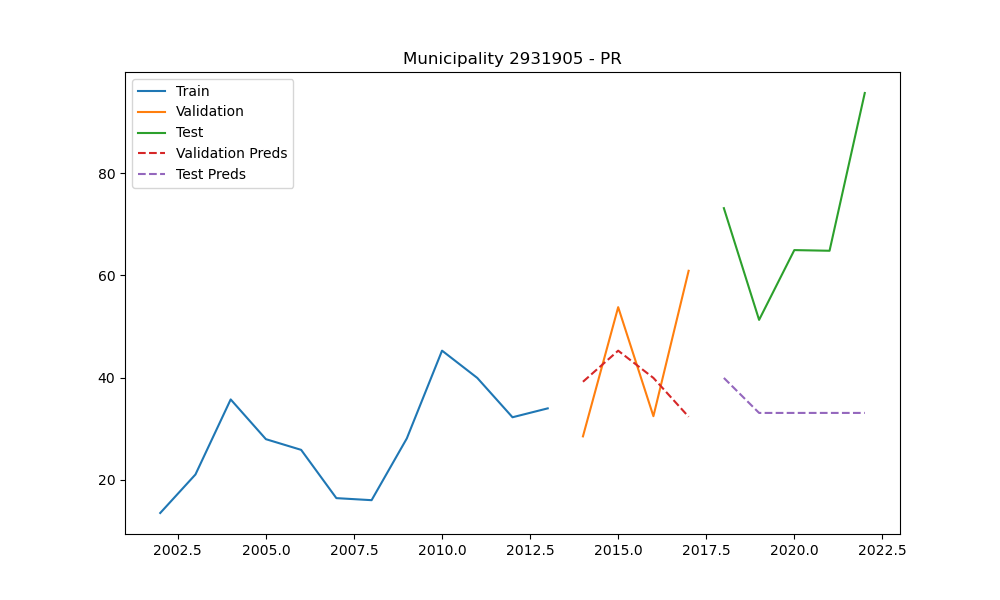 Municipality 2931905 - PR
Train
Validation
Test
Validation Preds
Test Preds
80
60
40
20
2002.5 2005.0 2007.5 2010.0 2012.5 2015.0 2017.5 2020.0 2022.5